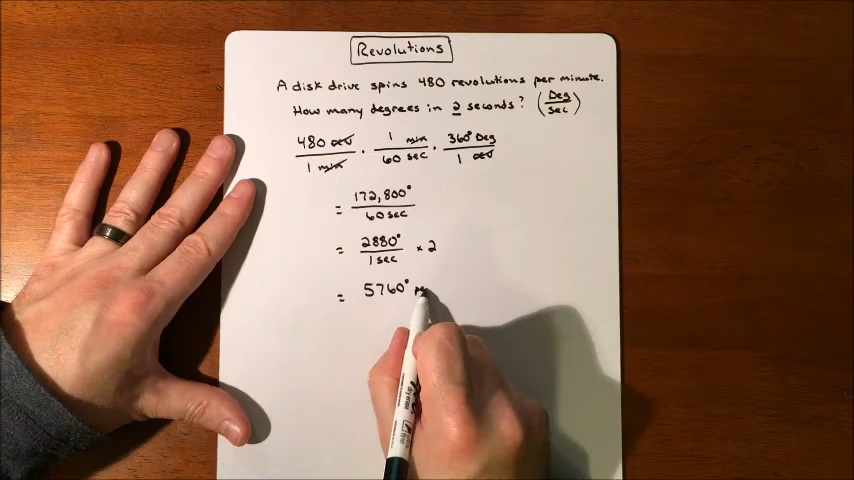 Revolutions
A disk drive spins 480 revolutions per minute.
How many degrees in 2 seconds? (Deg/sec)
480 rev/1 min · 1 min/60 sec · 360° Deg/1 rev
= 172,800°/60 sec
= 2880°/1 sec × 2
= 5760°